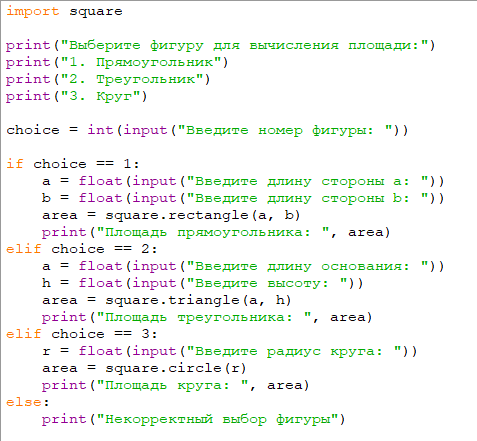 import square

print("Выберите фигуру для вычисления площади:")
print("1. Прямоугольник")
print("2. Треугольник")
print("3. Круг")

choice = int(input("Введите номер фигуры: "))

if choice == 1:
    a = float(input("Введите длину стороны a: "))
    b = float(input("Введите длину стороны b: "))
    area = square.rectangle(a, b)
    print("Площадь прямоугольника: ", area)
elif choice == 2:
    a = float(input("Введите длину основания: "))
    h = float(input("Введите высоту: "))
    area = square.triangle(a, h)
    print("Площадь треугольника: ", area)
elif choice == 3:
    r = float(input("Введите радиус круга: "))
    area = square.circle(r)
    print("Площадь круга: ", area)
else:
    print("Некорректный выбор фигуры")